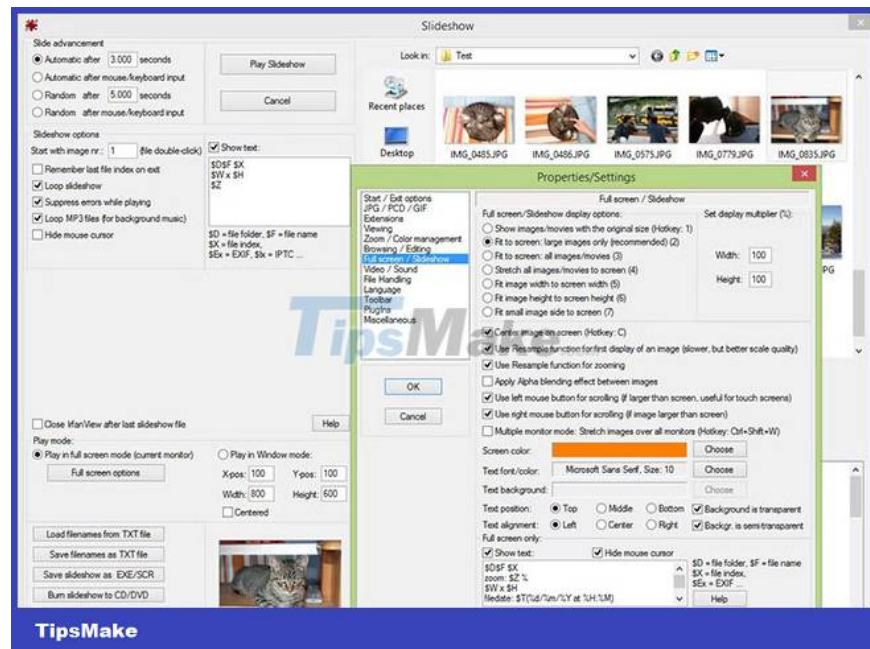 Slideshow
Slide advancement
Automatic after 3.000 seconds
Automatic after mouse/keyboard input
Random after 5.000 seconds
Random after mouse/keyboard input
Play Slideshow
Cancel
Slideshow options
Start with image nr.: 1 (file double-click)
Remember last file index on exit
Loop slideshow
Suppress errors while playing
Loop MP3 files (for background music)
Hide mouse cursor
Show text:
$D$F $X
$W x $H
$Z
$D = file folder, $F = file name
$X = file index,
$Ex = EXIF, $Ix = IPTC ...
Close IrfanView after last slideshow file
Help
Play mode:
Play in full screen mode (current monitor)
Full screen options
Play in Window mode:
X-pos: 100 Y-pos: 100
Width: 800 Height: 600
Centered
Load filenames from TXT file
Save filenames as TXT file
Save slideshow as EXE/SCR
Burn slideshow to CD/DVD
Look in: Test
Recent places
Desktop
IMG_0485.JPG IMG_0486.JPG IMG_0575.JPG IMG_0779.JPG IMG_0835.JPG
PG
Properties/Settings
Start / Exit options
JPG / PCD / GIF
Extensions
Viewing
Zoom / Color management
Browsing / Editing
Full screen / Slideshow
Video / Sound
File Handling
Language
Toolbar
PlugIns
Miscellaneous
OK
Cancel
Full screen / Slideshow
Full screen/Slideshow display options:
Show images/movies with the original size (Hotkey: 1)
Fit to screen: large images only (recommended) (2)
Fit to screen: all images/movies (3)
Stretch all images/movies to screen (4)
Fit image width to screen width (5)
Fit image height to screen height (6)
Fit small image side to screen (7)
Set display multiplier (%):
Width: 100
Height: 100
Center image on screen (Hotkey: C)
Use Resample function for first display of an image (slower, but better scale quality)
Use Resample function for zooming
Apply Alpha blending effect between images
Use left mouse button for scrolling (if larger than screen, useful for touch screens)
Use right mouse button for scrolling (if image larger than screen)
Multiple monitor mode: Stretch images over all monitors (Hotkey: Ctrl+Shift+W)
Screen color: Choose
Text font/color: Microsoft Sans Serif, Size: 10 Choose
Text background: Choose
Text position: Top Middle Bottom Background is transparent
Text alignment: Left Center Right Backgr. is semi-transparent
Full screen only:
Show text: Hide mouse cursor
$D$F $X
zoom: $Z %
$W x $H
filedate: $T(%d/%m/%Y at %H:%M)
$D = file folder, $F = file name
$X = file index,
$Ex = EXIF ...
Help
TipsMake
TipsMake